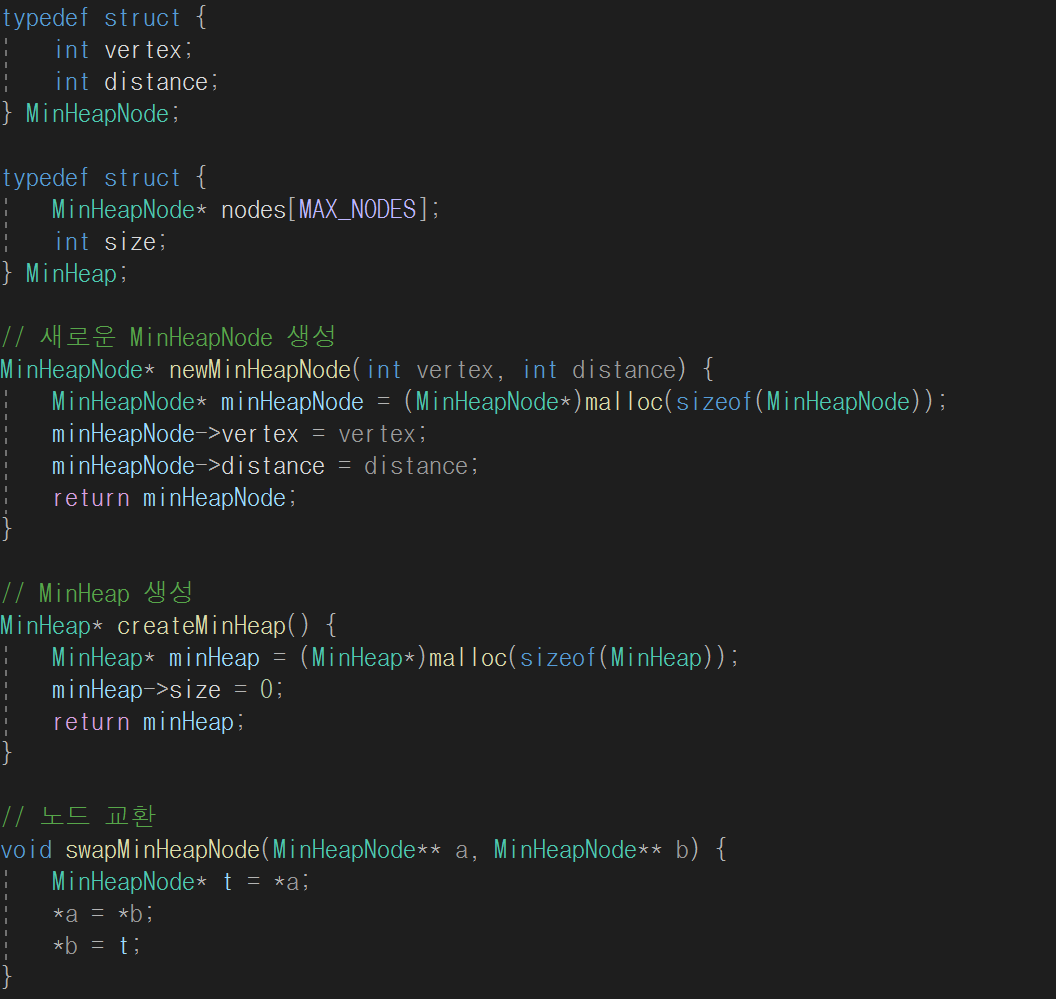 typedef struct {
    int vertex;
    int distance;
} MinHeapNode;

typedef struct {
    MinHeapNode* nodes[MAX_NODES];
    int size;
} MinHeap;

// 새로운 MinHeapNode 생성
MinHeapNode* newMinHeapNode(int vertex, int distance) {
    MinHeapNode* minHeapNode = (MinHeapNode*)malloc(sizeof(MinHeapNode));
    minHeapNode->vertex = vertex;
    minHeapNode->distance = distance;
    return minHeapNode;
}

// MinHeap 생성
MinHeap* createMinHeap() {
    MinHeap* minHeap = (MinHeap*)malloc(sizeof(MinHeap));
    minHeap->size = 0;
    return minHeap;
}

// 노드 교환
void swapMinHeapNode(MinHeapNode** a, MinHeapNode** b) {
    MinHeapNode* t = *a;
    *a = *b;
    *b = t;
}